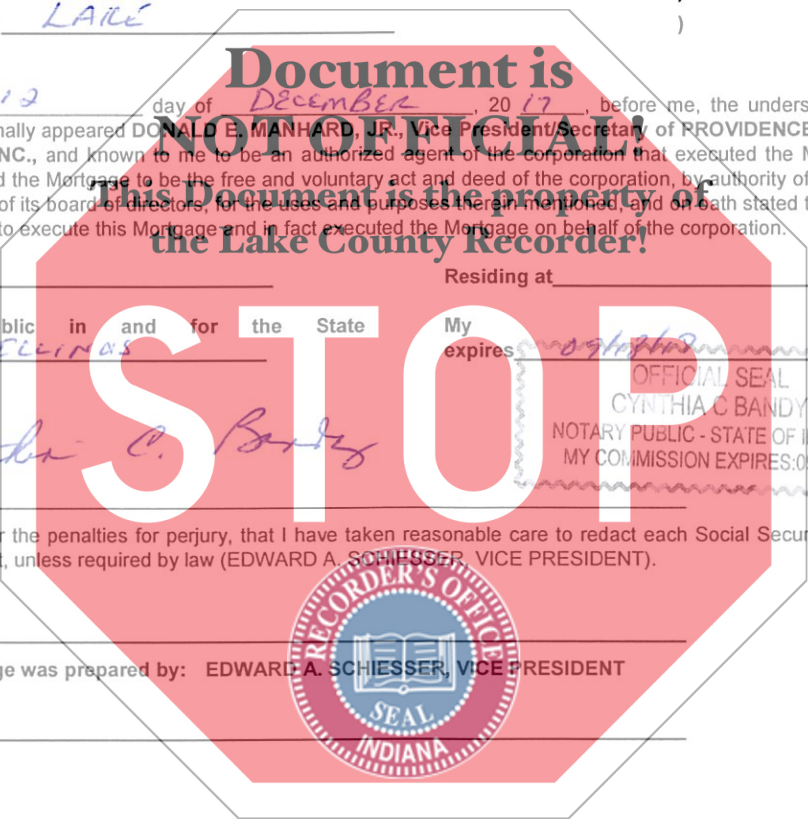 LAKE
)
Document is
12 day of DECEMBER, 20 17, before me, the unders
nally appeared DONALD E. MANHARD, JR., Vice President/Secretary of PROVIDENCE
NOT OFFICIAL!
NC., and known to me to be an authorized agent of the corporation that executed the M
d the Mortgage to be the free and voluntary act and deed of the corporation, by authority of
This Document is the property of
of its board of directors, for the uses and purposes therein mentioned, and on oath stated t
to execute this Mortgage and in fact executed the Mortgage on behalf of the corporation.
the Lake County Recorder!
Residing at
blic in and for the State My
ILLINOIS expires
STOP
OFFICIAL SEAL
CYNTHIA C BANDY
NOTARY PUBLIC - STATE OF I
MY COMMISSION EXPIRES:0
C. Bandy
r the penalties for perjury, that I have taken reasonable care to redact each Social Secur
t, unless required by law (EDWARD A. SCHIESSER, VICE PRESIDENT).
RECORDER'S OFFICE
SEAL
INDIANA
ge was prepared by: EDWARD A. SCHIESSER, VICE PRESIDENT